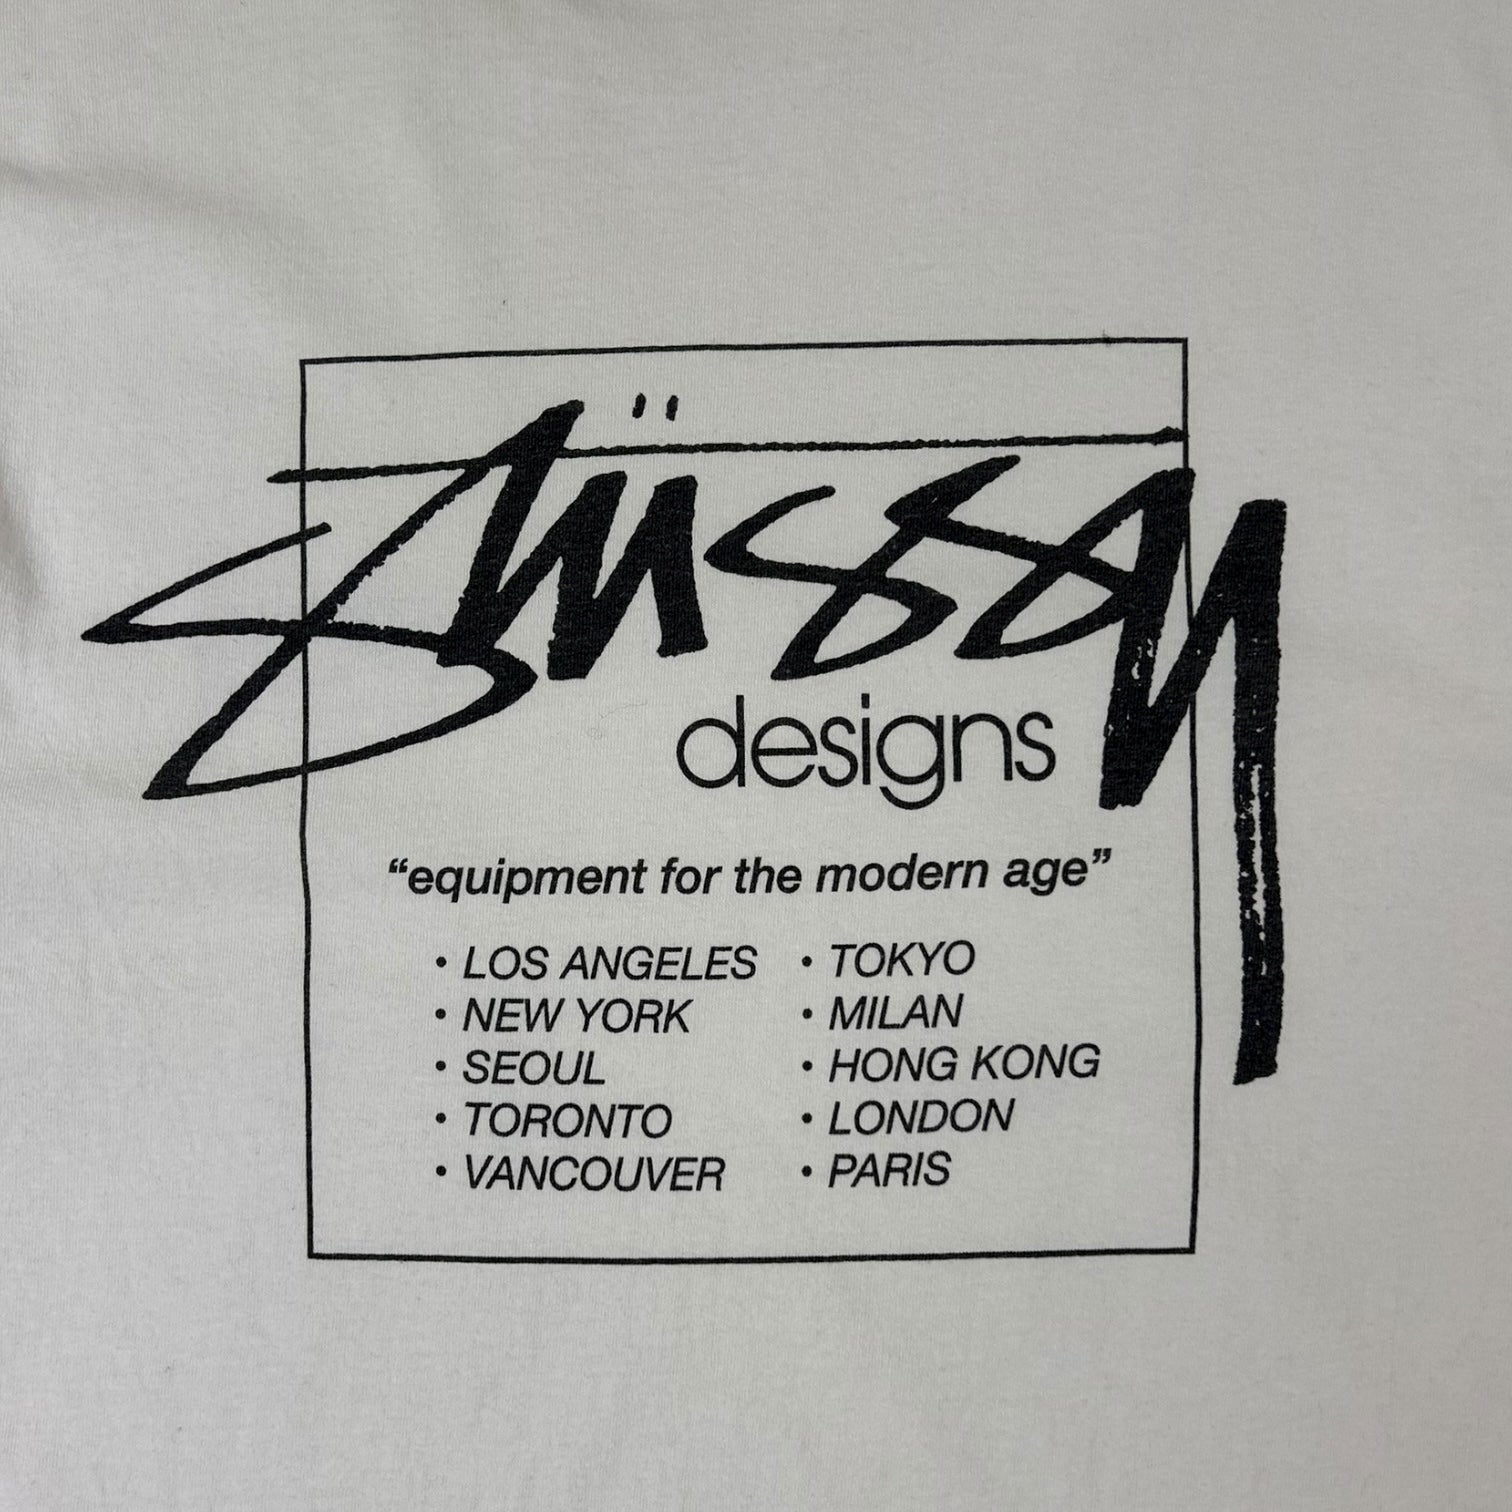 Stüssy
designs
“equipment for the modern age”
• LOS ANGELES • TOKYO
• NEW YORK • MILAN
• SEOUL • HONG KONG
• TORONTO • LONDON
• VANCOUVER • PARIS